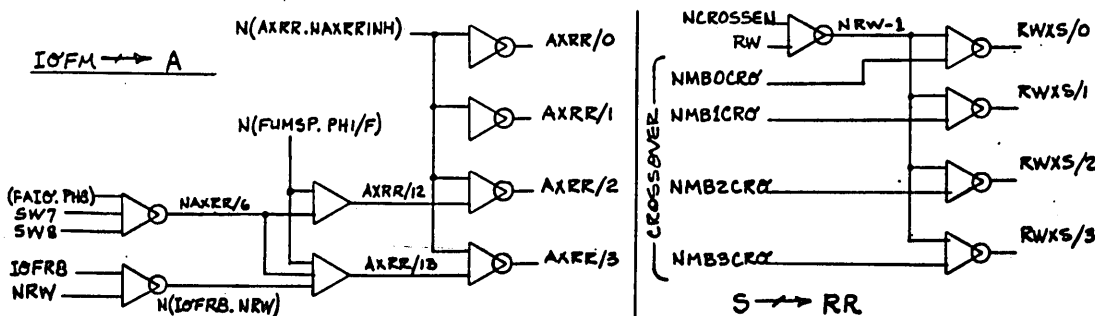 IOFM → A
N(AXRR.NAXRRINH)
AXRR/0
AXRR/1
N(FUMSP.PH1/F)
AXRR/2
AXRR/12
(FAIO.PH8)
SW7
SW8
NAXRR/6
AXRR/3
AXRR/13
IOFR8
NRW
N(IOFR8.NRW)
NCROSSEN
RW
NRW-1
RWXS/0
CROSSOVER
NMB0CRO
RWXS/1
NMB1CRO
RWXS/2
NMB2CRO
RWXS/3
NMB3CRO
S → RR